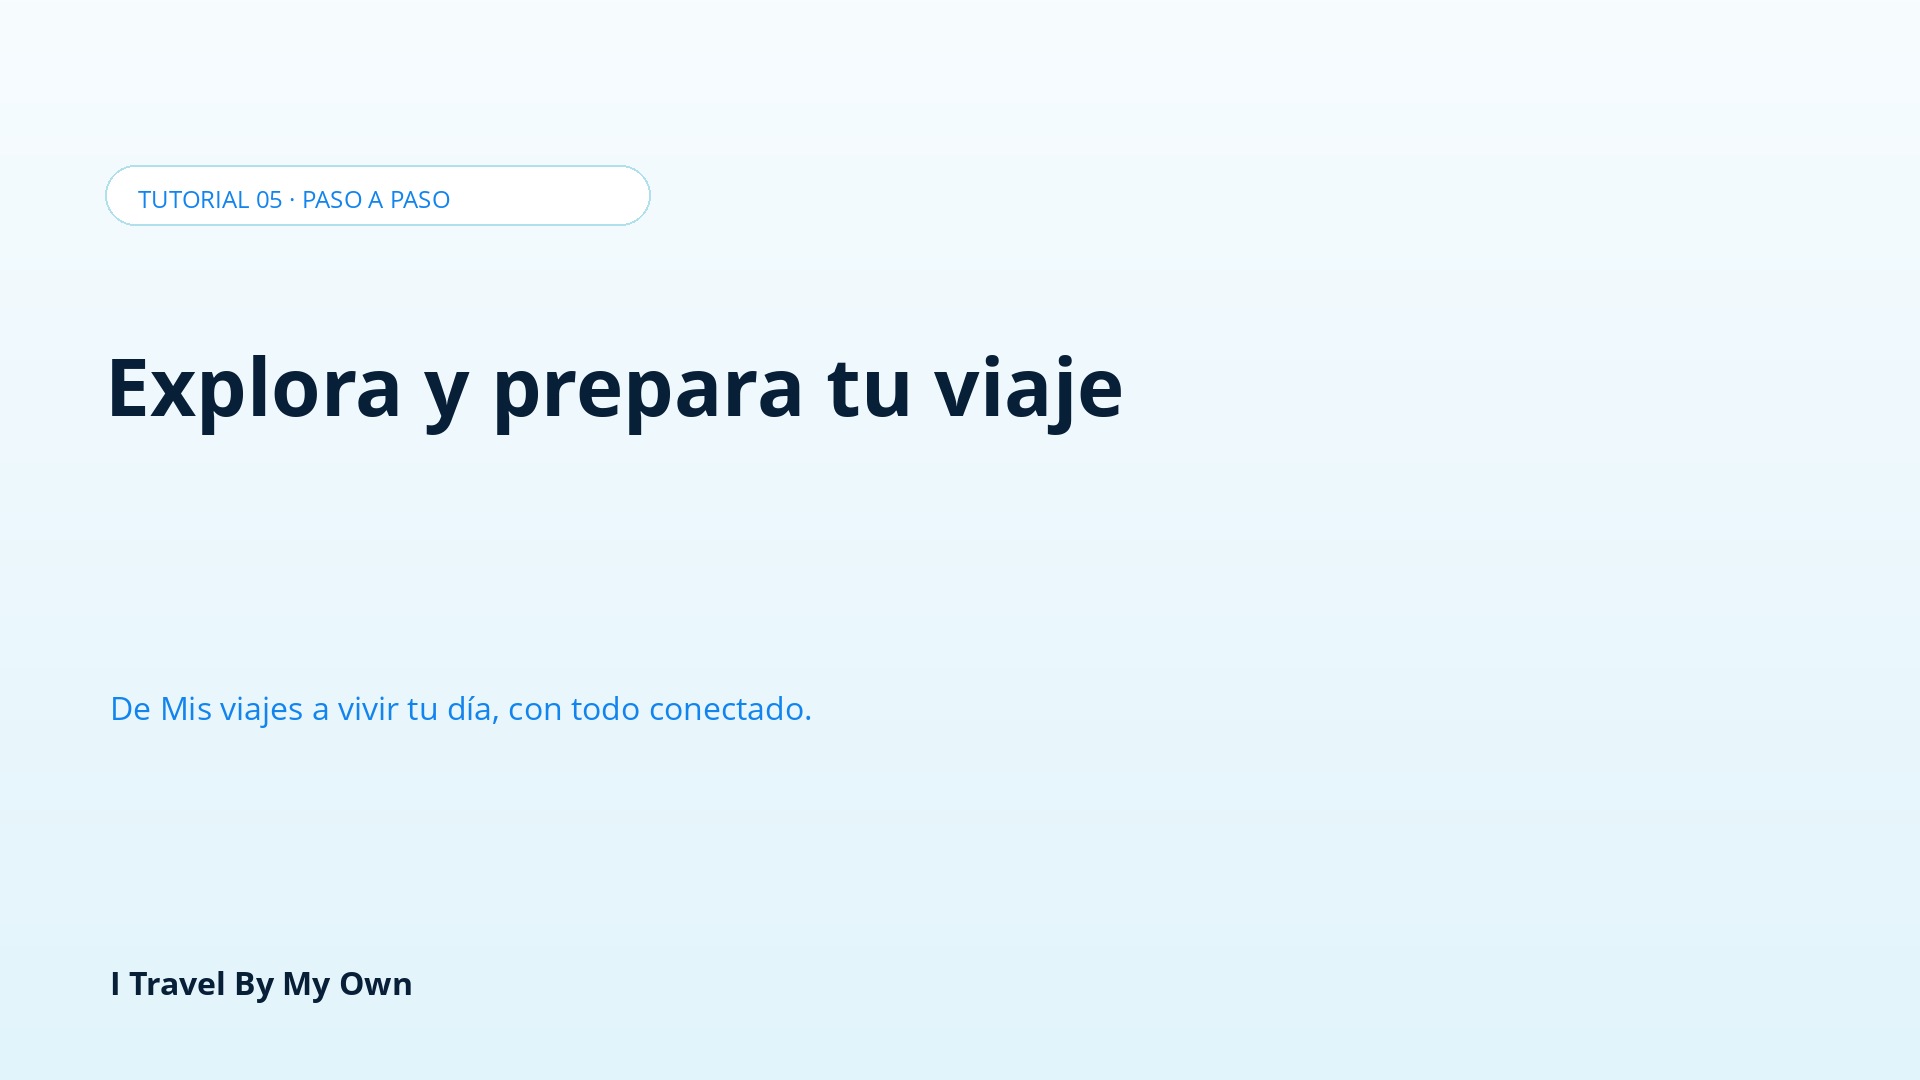 TUTORIAL 05 · PASO A PASO
Explora y prepara tu viaje
De Mis viajes a vivir tu día, con todo conectado.
I Travel By My Own